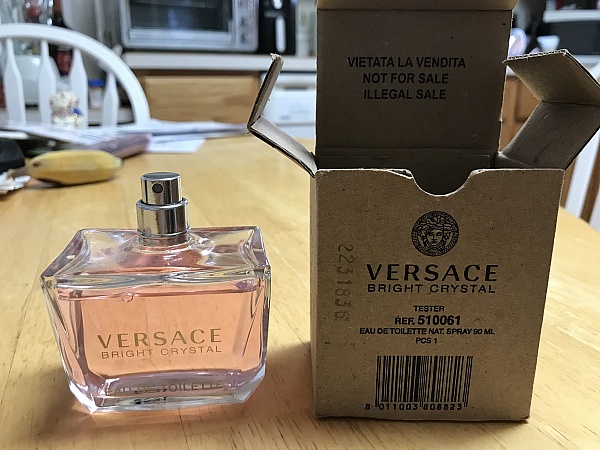 VIETATA LA VENDITA
NOT FOR SALE
ILLEGAL SALE
2231836
VERSACE
BRIGHT CRYSTAL
TESTER
REF. 510061
EAU DE TOILETTE NAT. SPRAY 90 ML
PCS 1
8 011003 808823
VERSACE
BRIGHT CRYSTAL
EAU DE TOILETTE